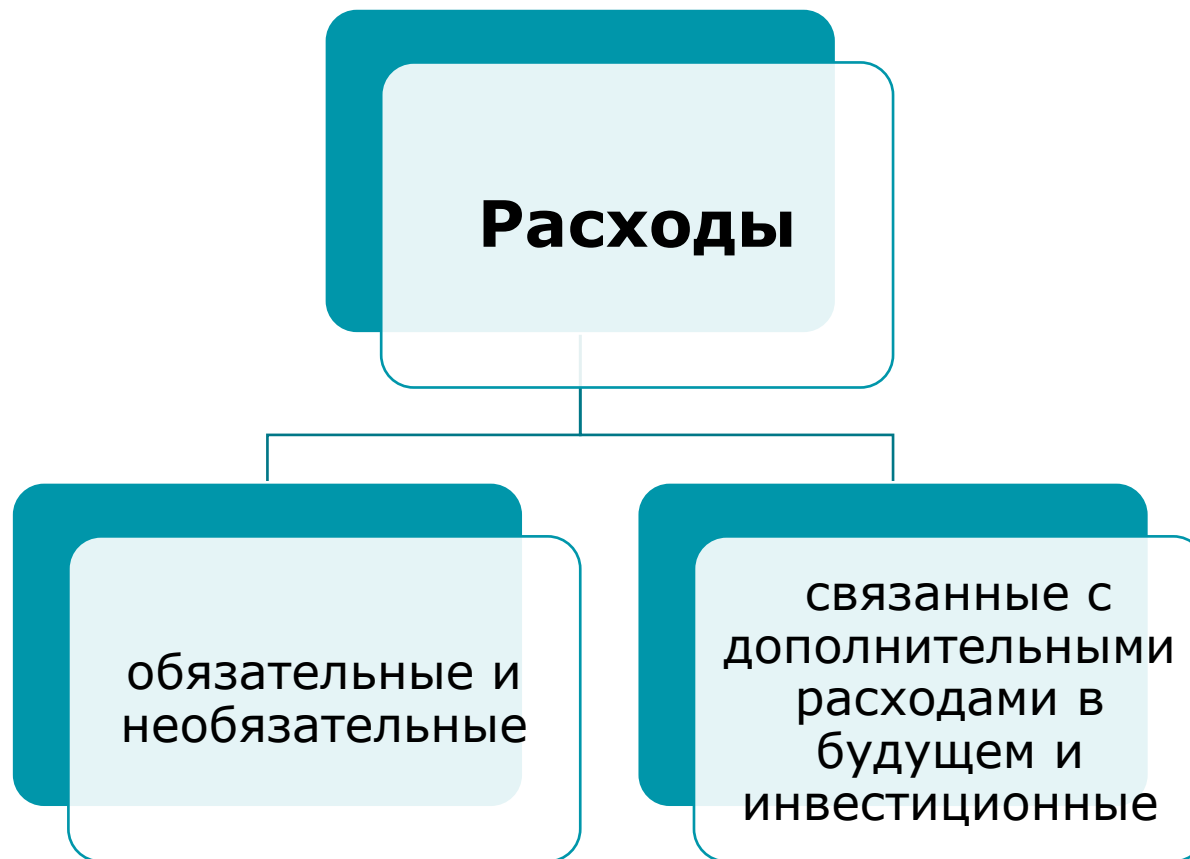 Расходы
обязательные и
необязательные
связанные с
дополнительными
расходами в
будущем и
инвестиционные